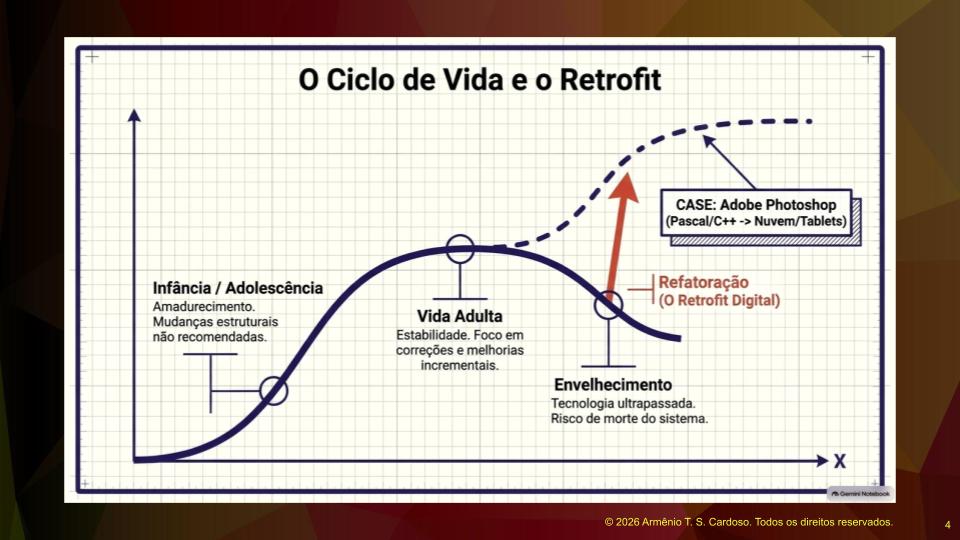 O Ciclo de Vida e o Retrofit
CASE: Adobe Photoshop
(Pascal/C++ -> Nuvem/Tablets)
Infância / Adolescência
Amadurecimento.
Mudanças estruturais
não recomendadas.
Vida Adulta
Estabilidade. Foco em
correções e melhorias
incrementais.
Refatoração
(O Retrofit Digital)
Envelhecimento
Tecnologia ultrapassada.
Risco de morte do sistema.
X
Gemini Notebook
© 2026 Armênio T. S. Cardoso. Todos os direitos reservados.
4